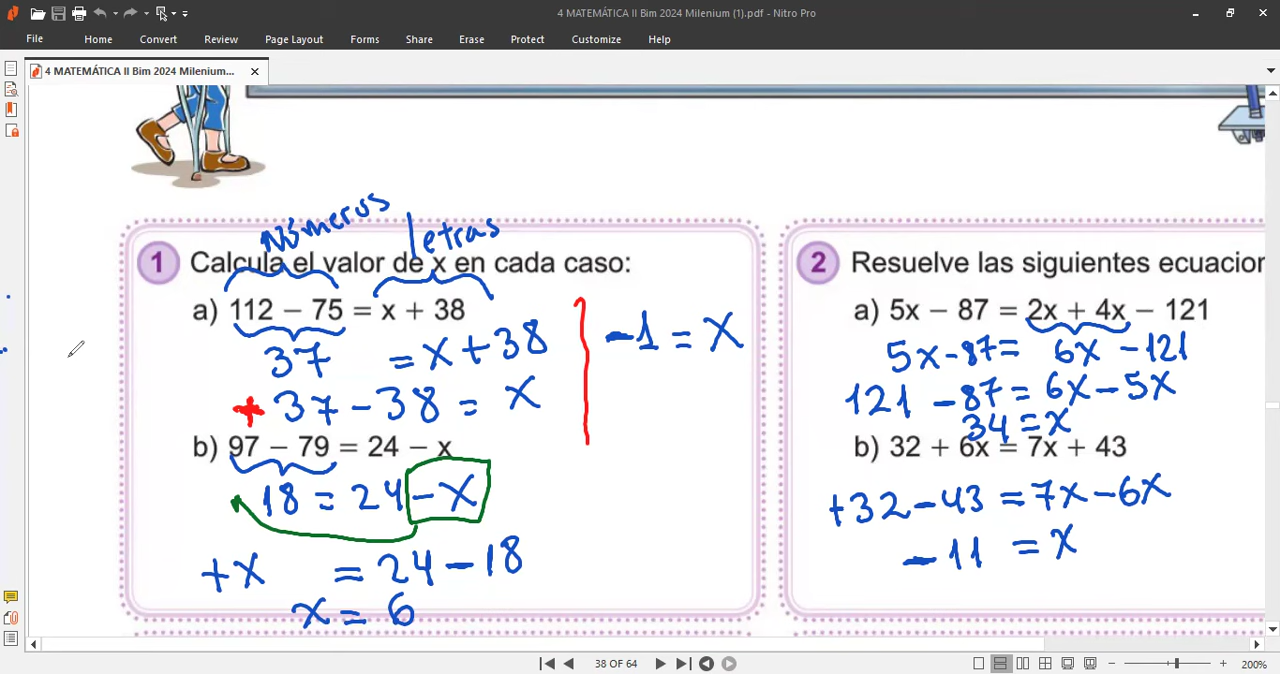 4 MATEMÁTICA II Bim 2024 Milenium (1).pdf - Nitro Pro
File Home Convert Review Page Layout Forms Share Erase Protect Customize Help
4 MATEMÁTICA II Bim 2024 Milenium...
Números letras
1 Calcula el valor de x en cada caso:
a) 112 − 75 = x + 38
37 = x + 38
+ 37 - 38 = x
-1 = x
b) 97 − 79 = 24 − x
18 = 24 - x
+x = 24 - 18
x = 6
2 Resuelve las siguientes ecuacior
a) 5x − 87 = 2x + 4x − 121
5x - 87 = 6x - 121
121 - 87 = 6x - 5x
34 = x
b) 32 + 6x = 7x + 43
+32 - 43 = 7x - 6x
-11 = x
38 OF 64
200%